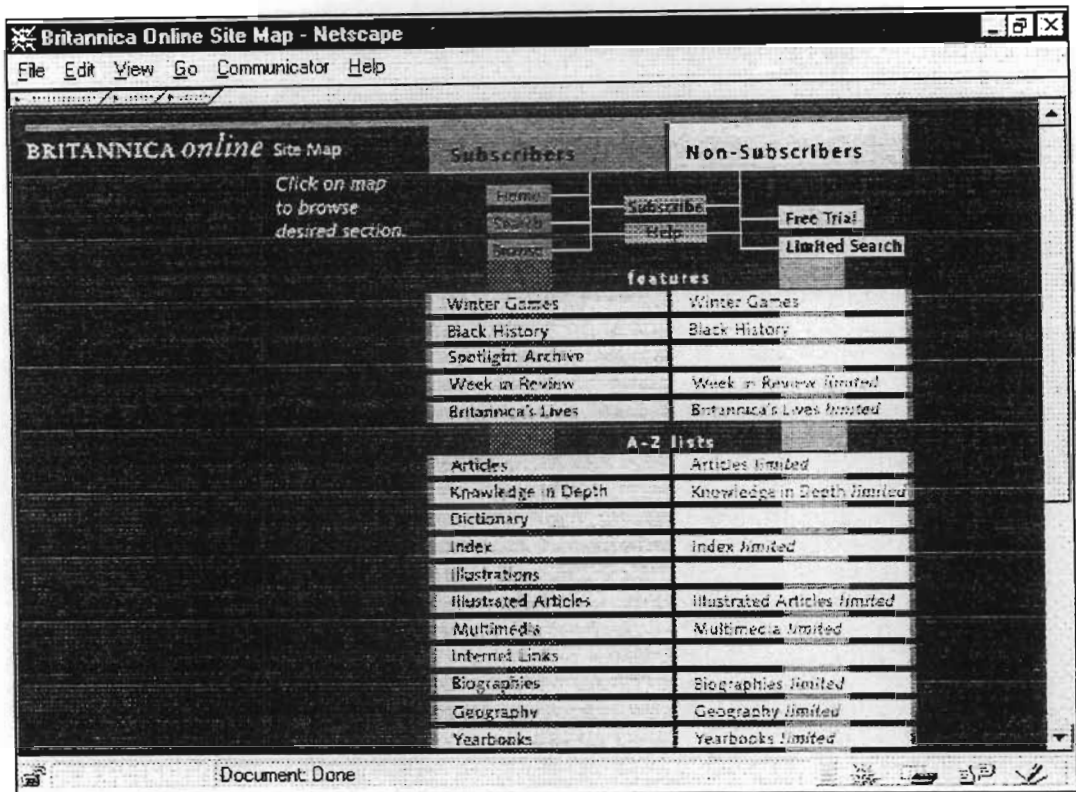 Britannica Online Site Map - Netscape
File Edit View Go Communicator Help
BRITANNICA online Site Map
Subscribers Non-Subscribers
Click on map
to browse
desired section.
Home
Search
Browse
Subscribe
Help
Free Trial
Limited Search
features
Winter Games Winter Games
Black History Black History
Spotlight Archive
Week in Review Week in Review limited
Britannica's Lives Britannica's Lives limited
A-Z lists
Articles Articles limited
Knowledge in Depth Knowledge in Depth limited
Dictionary
Index Index limited
Illustrations
Illustrated Articles Illustrated Articles limited
Multimedia Multimedia limited
Internet Links
Biographies Biographies limited
Geography Geography limited
Yearbooks Yearbooks limited
Document: Done